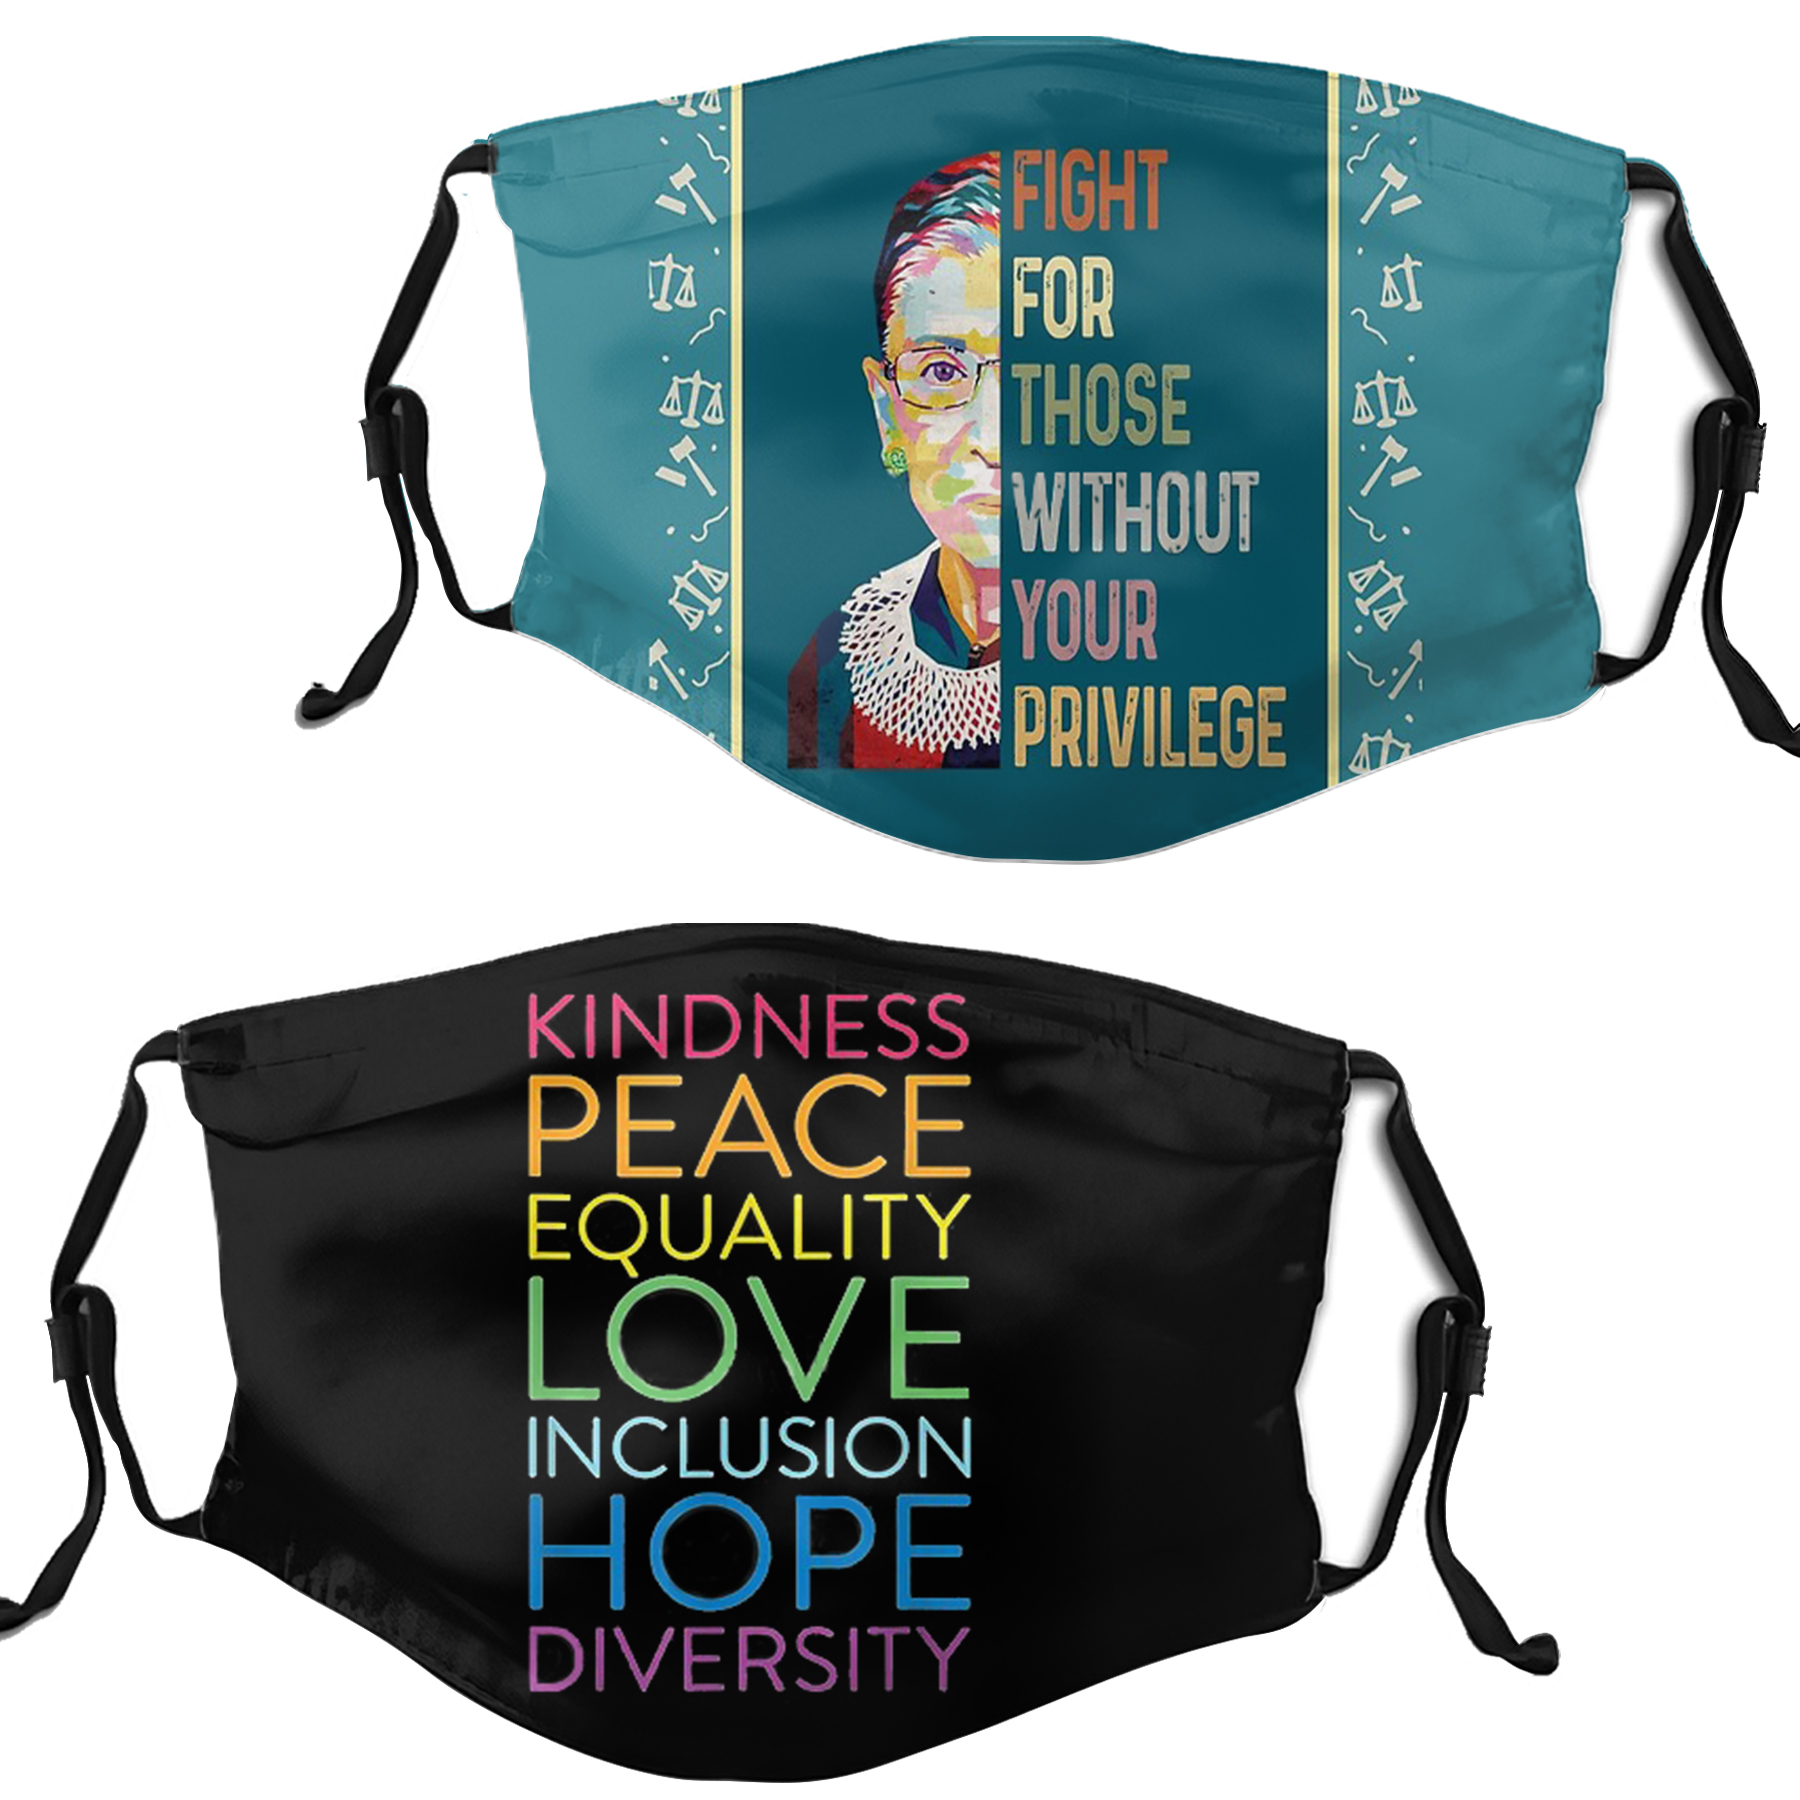 FIGHT
FOR
THOSE
WITHOUT
YOUR
PRIVILEGE
KINDNESS
PEACE
EQUALITY
LOVE
INCLUSION
HOPE
DIVERSITY